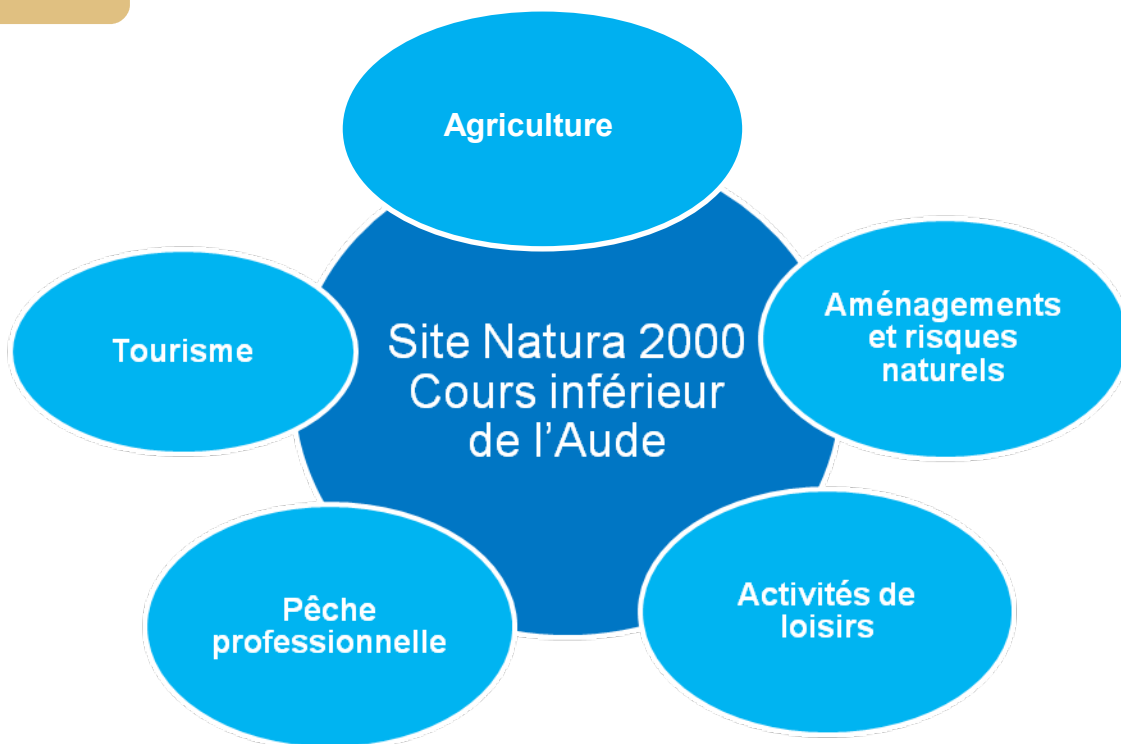 Agriculture
Aménagements
et risques
naturels
Site Natura 2000
Cours inférieur
de l'Aude
Tourisme
Activités de
loisirs
Pêche
professionnelle